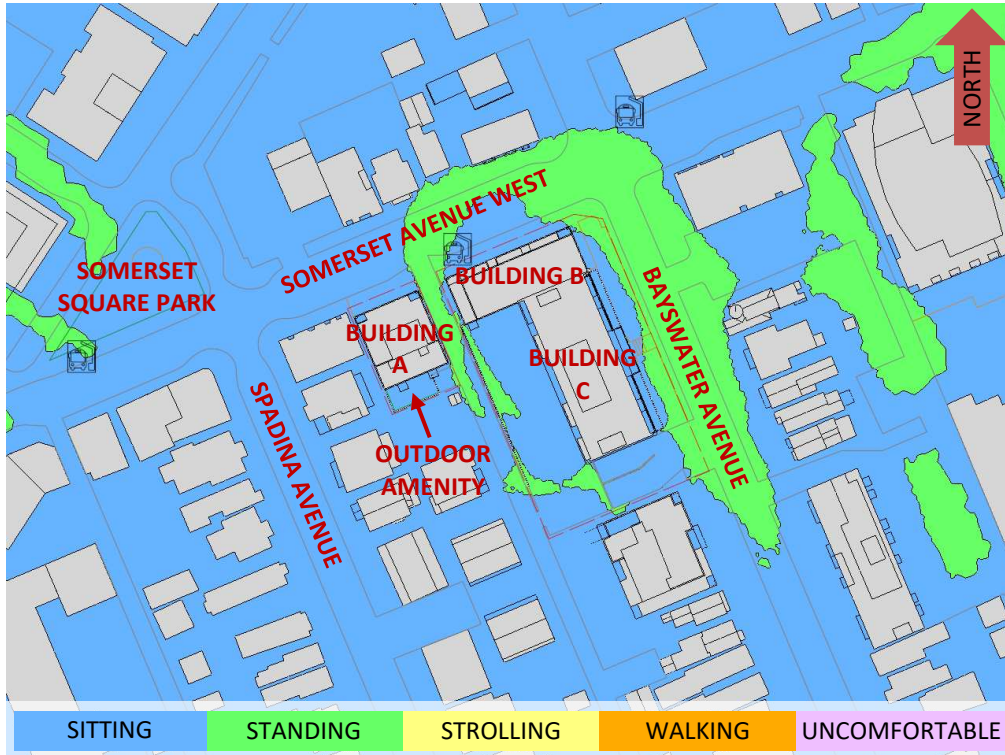 NORTH
SOMERSET AVENUE WEST
SOMERSET
SQUARE PARK
BUILDING B
BUILDING
A
BUILDING
C
BAYSWATER AVENUE
SPADINA AVENUE
OUTDOOR
AMENITY
SITTING
STANDING
STROLLING
WALKING
UNCOMFORTABLE